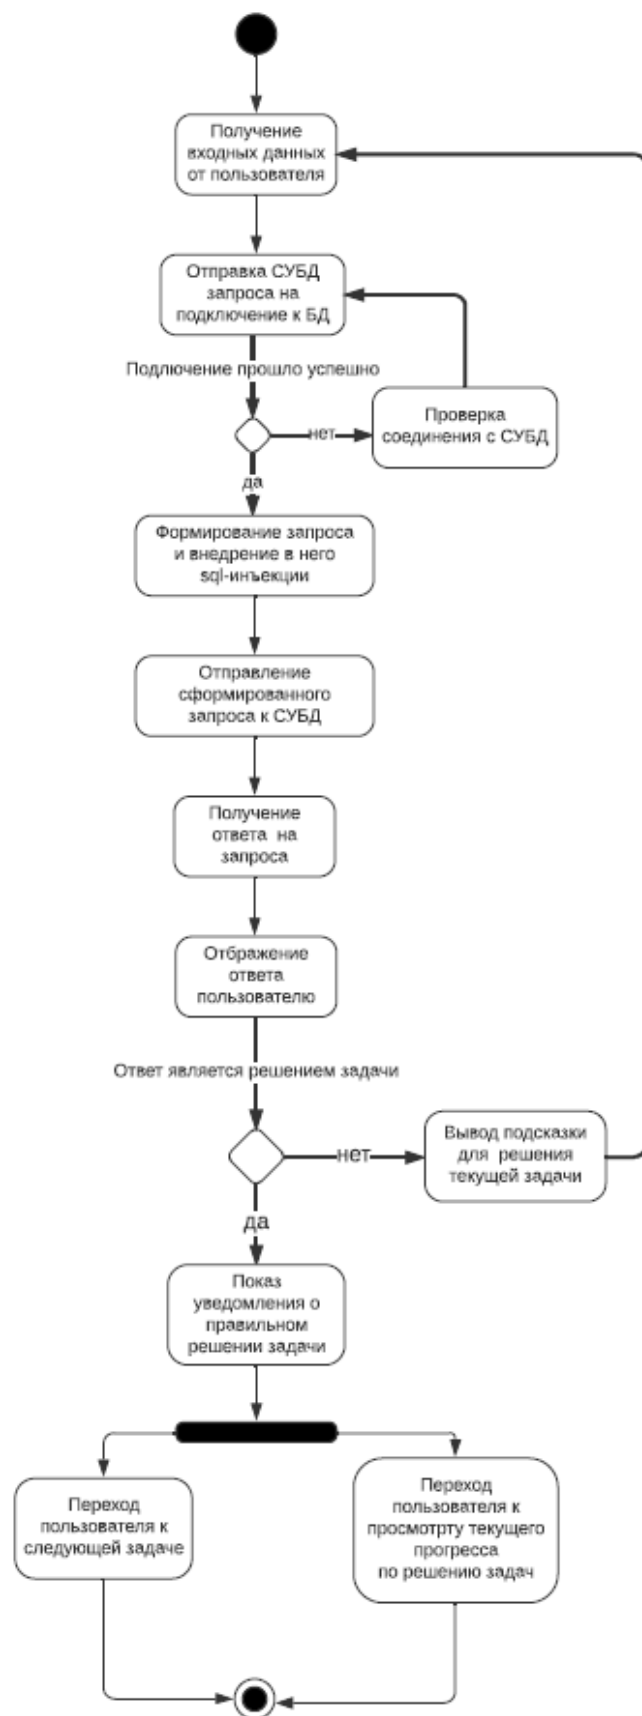 Получение
входных данных
от пользователя
Отправка СУБД
запроса на
подключение к БД
Подлючение прошло успешно
нет
Проверка
соединения с СУБД
да
Формирование запроса
и внедрение в него
sql-инъекции
Отправление
сформированного
запроса к СУБД
Получение
ответа на
запроса
Отбражение
ответа
пользователю
Ответ является решением задачи
нет
Вывод подсказки
для решения
текущей задачи
да
Показ
уведомления о
правильном
решении задачи
Переход
пользователя к
следующей задаче
Переход
пользователя к
просмотрту текущего
прогресса
по решению задач